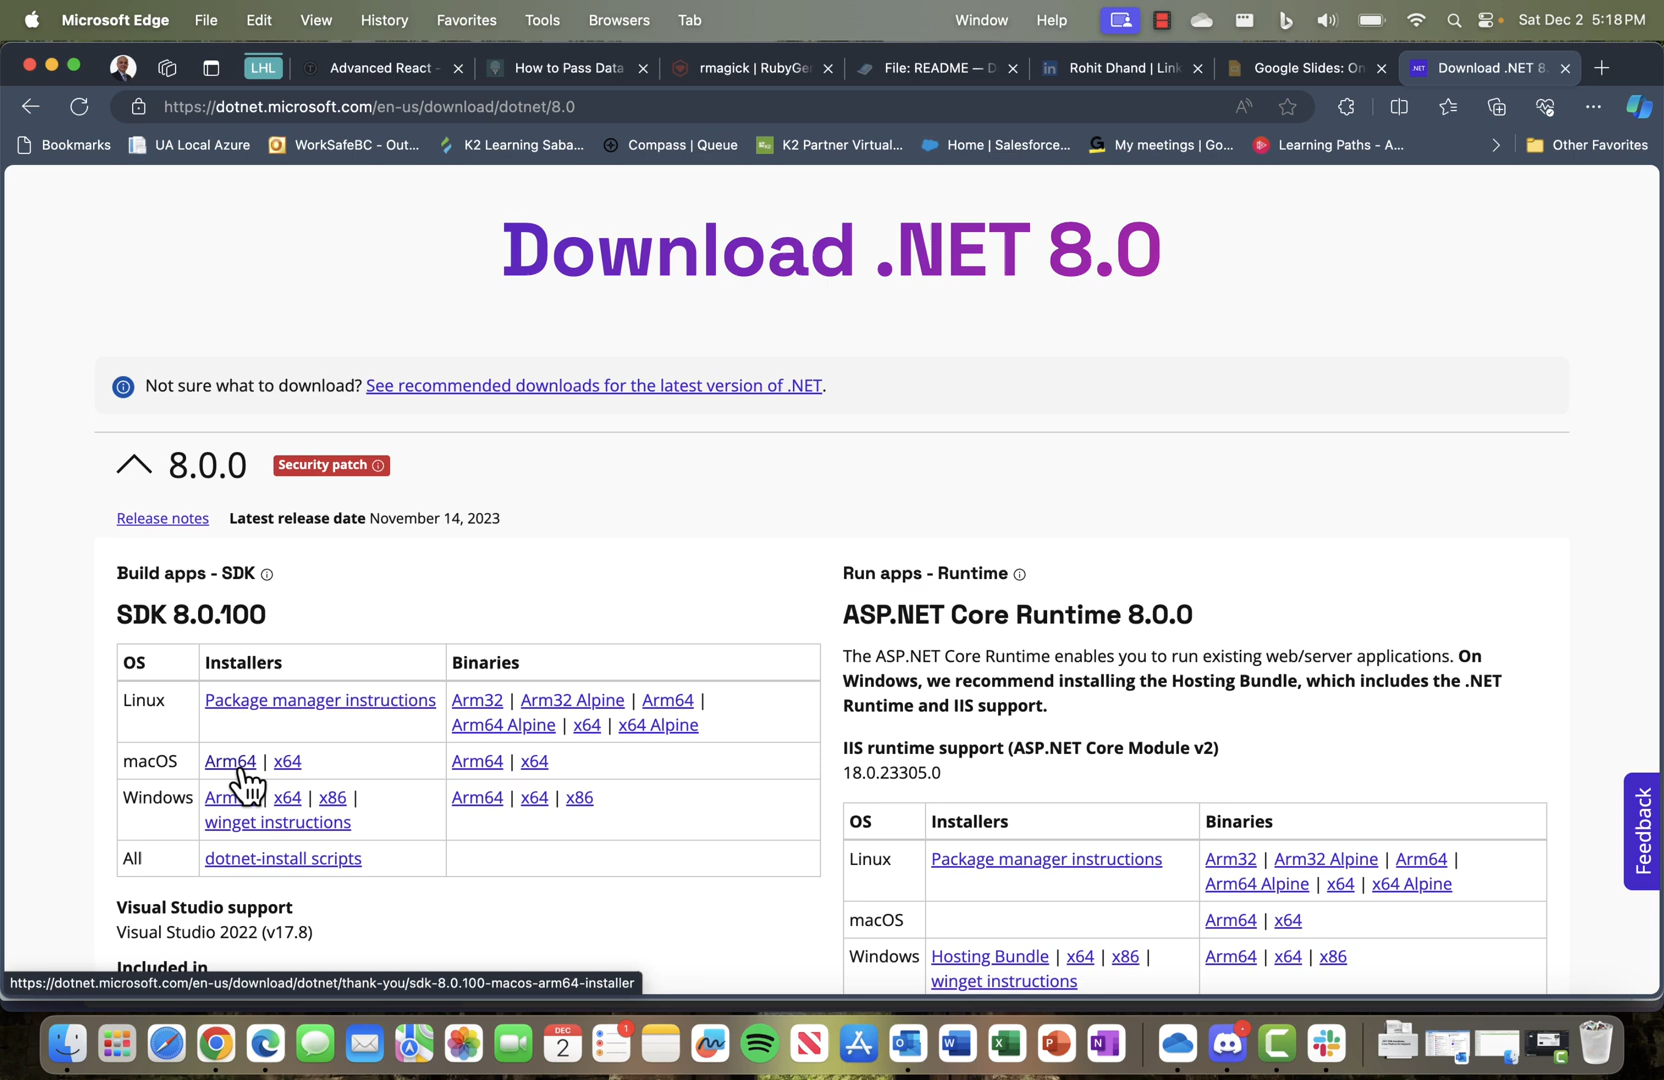 Microsoft Edge File Edit View History Favorites Tools Browsers Tab Window Help Sat Dec 2 5:18 PM
LHL Advanced React - How to Pass Data rmagick | RubyGe File: README — D Rohit Dhand | Link Google Slides: On Download .NET 8.
https://dotnet.microsoft.com/en-us/download/dotnet/8.0
Bookmarks UA Local Azure WorkSafeBC - Out... K2 Learning Saba... Compass | Queue K2 Partner Virtual... Home | Salesforce... My meetings | Go... Learning Paths - A... Other Favorites
Download .NET 8.0
Not sure what to download? See recommended downloads for the latest version of .NET.
8.0.0 Security patch
Release notes Latest release date November 14, 2023
Build apps - SDK
SDK 8.0.100
OS Installers Binaries
Linux Package manager instructions Arm32 | Arm32 Alpine | Arm64 |
Arm64 Alpine | x64 | x64 Alpine
macOS Arm64 | x64 Arm64 | x64
Windows Arm | x64 | x86 | Arm64 | x64 | x86
winget instructions
All dotnet-install scripts
Visual Studio support
Visual Studio 2022 (v17.8)
Included in
Run apps - Runtime
ASP.NET Core Runtime 8.0.0
The ASP.NET Core Runtime enables you to run existing web/server applications. On
Windows, we recommend installing the Hosting Bundle, which includes the .NET
Runtime and IIS support.
IIS runtime support (ASP.NET Core Module v2)
18.0.23305.0
OS Installers Binaries
Linux Package manager instructions Arm32 | Arm32 Alpine | Arm64 |
Arm64 Alpine | x64 | x64 Alpine
macOS Arm64 | x64
Windows Hosting Bundle | x64 | x86 | Arm64 | x64 | x86
winget instructions
Feedback
https://dotnet.microsoft.com/en-us/download/dotnet/thank-you/sdk-8.0.100-macos-arm64-installer
DEC
2
1